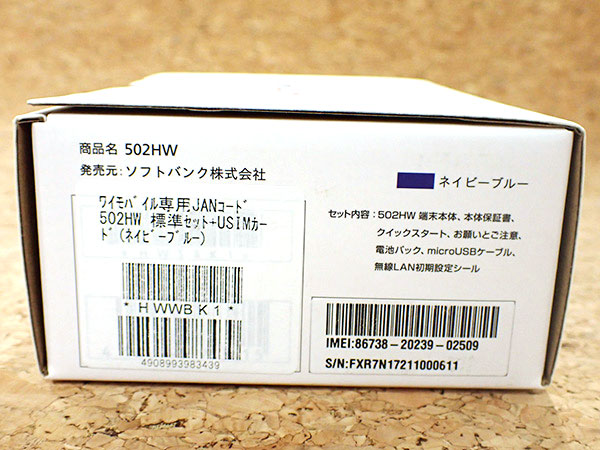 商品名 502HW
発売元: ソフトバンク株式会社
ネイビーブルー
ワイモバイル専用JANコード
502HW 標準セット+USIMカー
ド(ネイビーブルー)
セット内容: 502HW 端末本体、本体保証書、
クイックスタート、お願いとご注意、
電池パック、microUSBケーブル、
無線LAN初期設定シール
* H W W B K 1 *
4908993983439
IMEI:86738-20239-02509
S/N:FXR7N17211000611